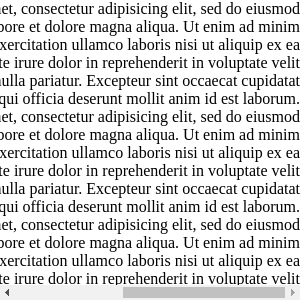 et, consectetur adipisicing elit, sed do eiusmod
bore et dolore magna aliqua. Ut enim ad minim
xercitation ullamco laboris nisi ut aliquip ex ea
te irure dolor in reprehenderit in voluptate velit
nulla pariatur. Excepteur sint occaecat cupidatat
qui officia deserunt mollit anim id est laborum.
et, consectetur adipisicing elit, sed do eiusmod
bore et dolore magna aliqua. Ut enim ad minim
xercitation ullamco laboris nisi ut aliquip ex ea
te irure dolor in reprehenderit in voluptate velit
nulla pariatur. Excepteur sint occaecat cupidatat
qui officia deserunt mollit anim id est laborum.
et, consectetur adipisicing elit, sed do eiusmod
bore et dolore magna aliqua. Ut enim ad minim
xercitation ullamco laboris nisi ut aliquip ex ea
te irure dolor in reprehenderit in voluptate velit